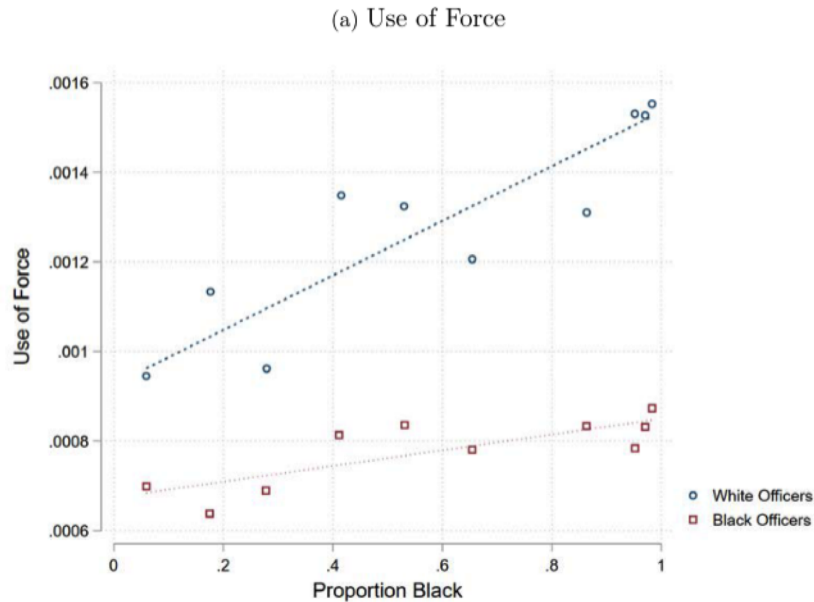 (a) Use of Force
.0016
.0014
.0012
.001
.0008
.0006
Use of Force
0 .2 .4 .6 .8 1
Proportion Black
White Officers
Black Officers